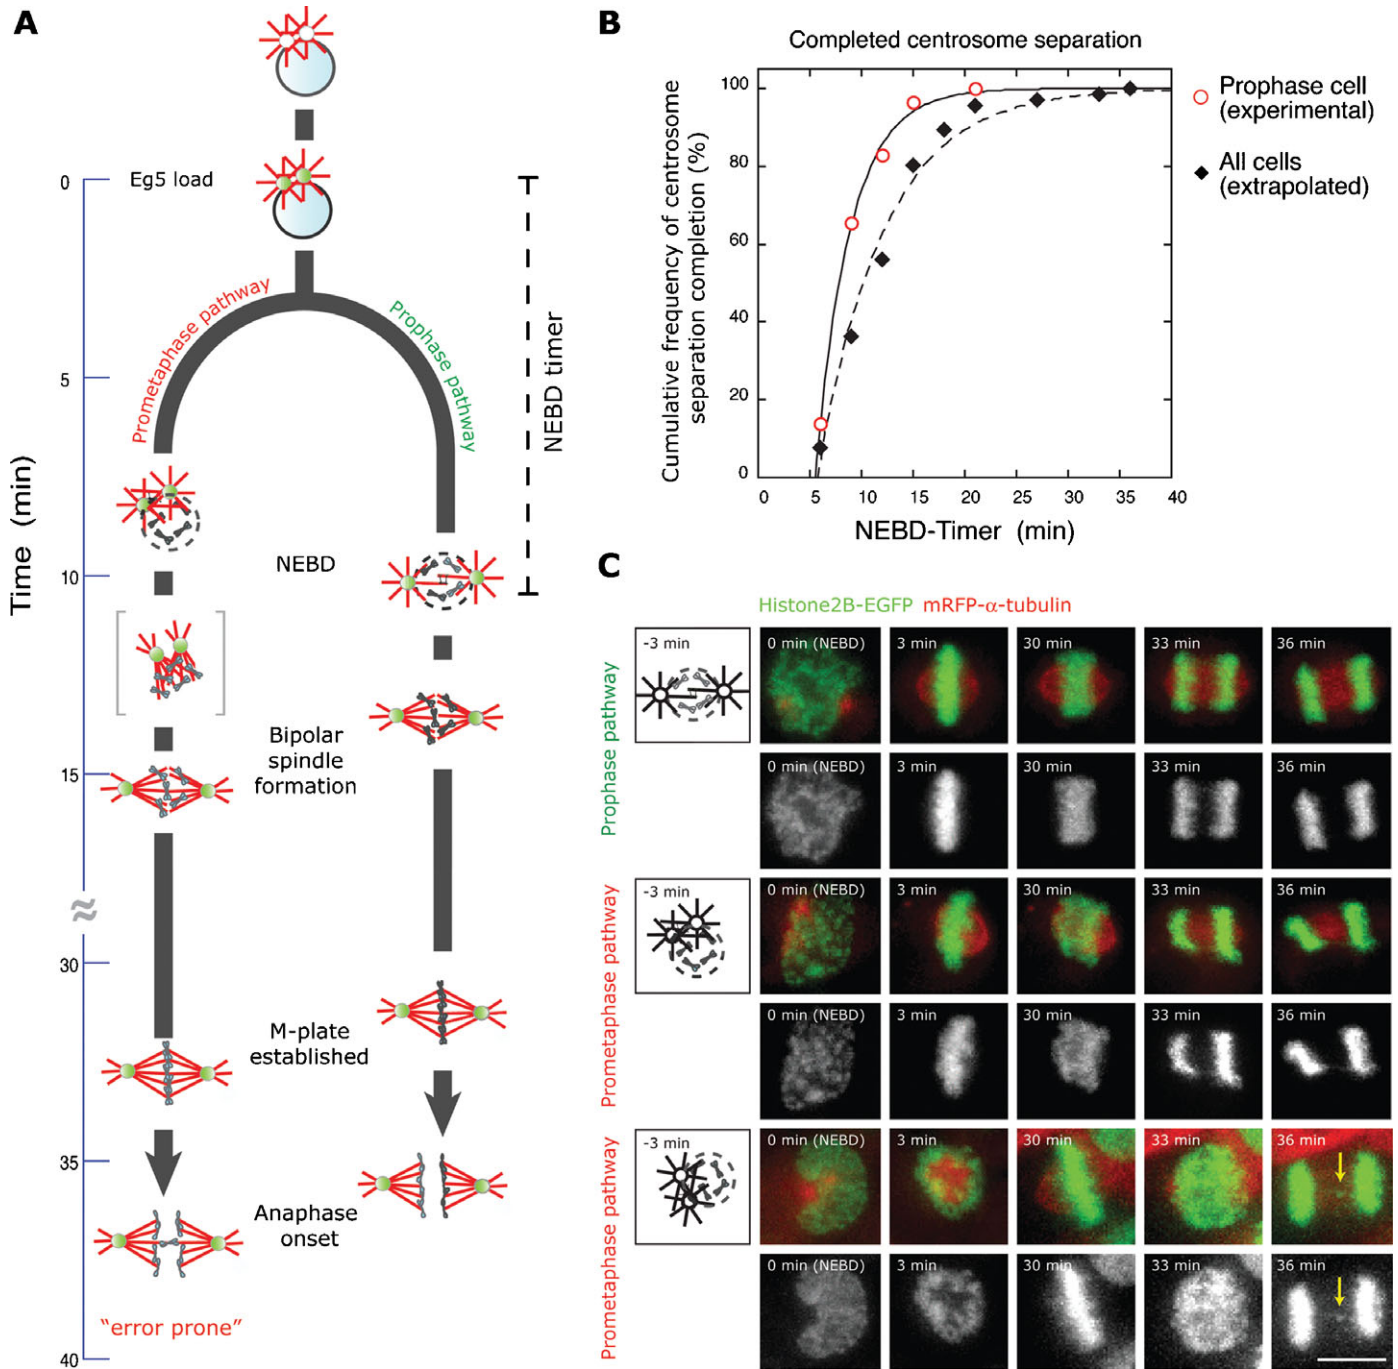 A
Eg5 load
0
5
10
15
30
35
40
Time (min)
Prometaphase pathway
Prophase pathway
NEBD timer
NEBD
Bipolar
spindle
formation
M-plate
established
Anaphase
onset
"error prone"
B
Completed centrosome separation
Cumulative frequency of centrosome
separation completion (%)
100
80
60
40
20
0
0 5 10 15 20 25 30 35 40
NEBD-Timer (min)
Prophase cell
(experimental)
All cells
(extrapolated)
C
Histone2B-EGFP mRFP-α-tubulin
Prophase pathway
-3 min 0 min (NEBD) 3 min 30 min 33 min 36 min
0 min (NEBD) 3 min 30 min 33 min 36 min
Prometaphase pathway
-3 min 0 min (NEBD) 3 min 30 min 33 min 36 min
0 min (NEBD) 3 min 30 min 33 min 36 min
Prometaphase pathway
-3 min 0 min (NEBD) 3 min 30 min 33 min 36 min
0 min (NEBD) 3 min 30 min 33 min 36 min